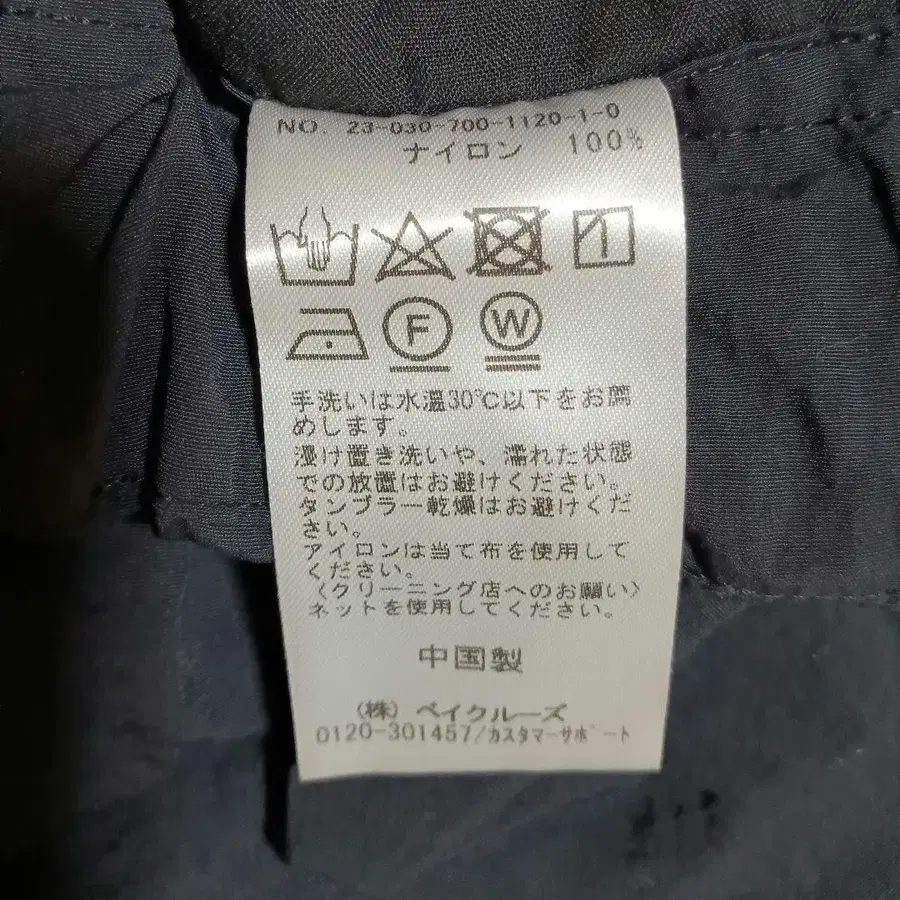 NO. 23-030-700-1120-1-0
ナイロン 100%
F W
手洗いは水温30℃以下をお薦
めします。
浸け置き洗いや、濡れた状態
での放置はお避けください。
タンブラー乾燥はお避けくだ
さい。
アイロンは当て布を使用して
ください。
〈クリーニング店へのお願い〉
ネットを使用してください。
中国製
(株) ベイクルーズ
0120-301457/カスタマーサポート